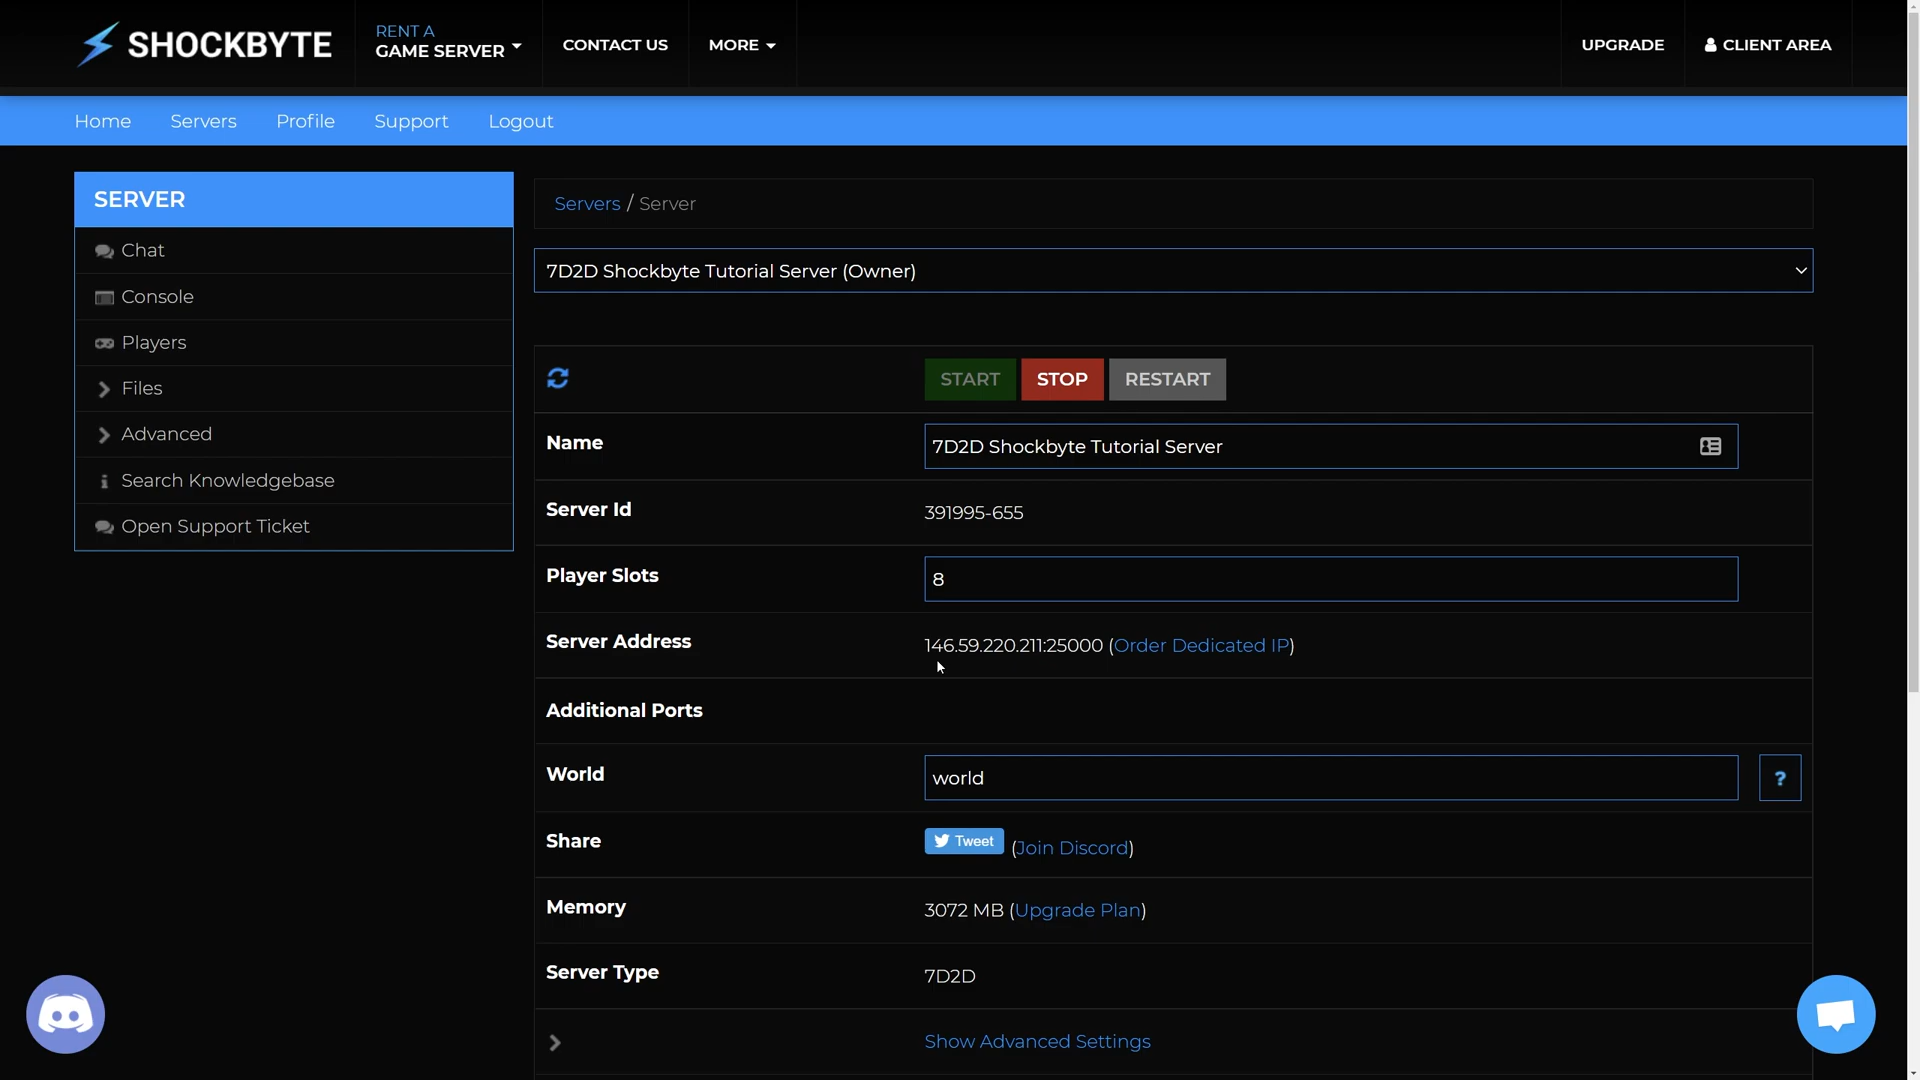 SHOCKBYTE
RENT A
GAME SERVER
CONTACT US
MORE
UPGRADE
CLIENT AREA
Home
Servers
Profile
Support
Logout
SERVER
Chat
Console
Players
Files
Advanced
Search Knowledgebase
Open Support Ticket
Servers / Server
7D2D Shockbyte Tutorial Server (Owner)
START
STOP
RESTART
Name
7D2D Shockbyte Tutorial Server
Server Id
391995-655
Player Slots
8
Server Address
146.59.220.211:25000 (Order Dedicated IP)
Additional Ports
World
world
?
Share
Tweet (Join Discord)
Memory
3072 MB (Upgrade Plan)
Server Type
7D2D
Show Advanced Settings